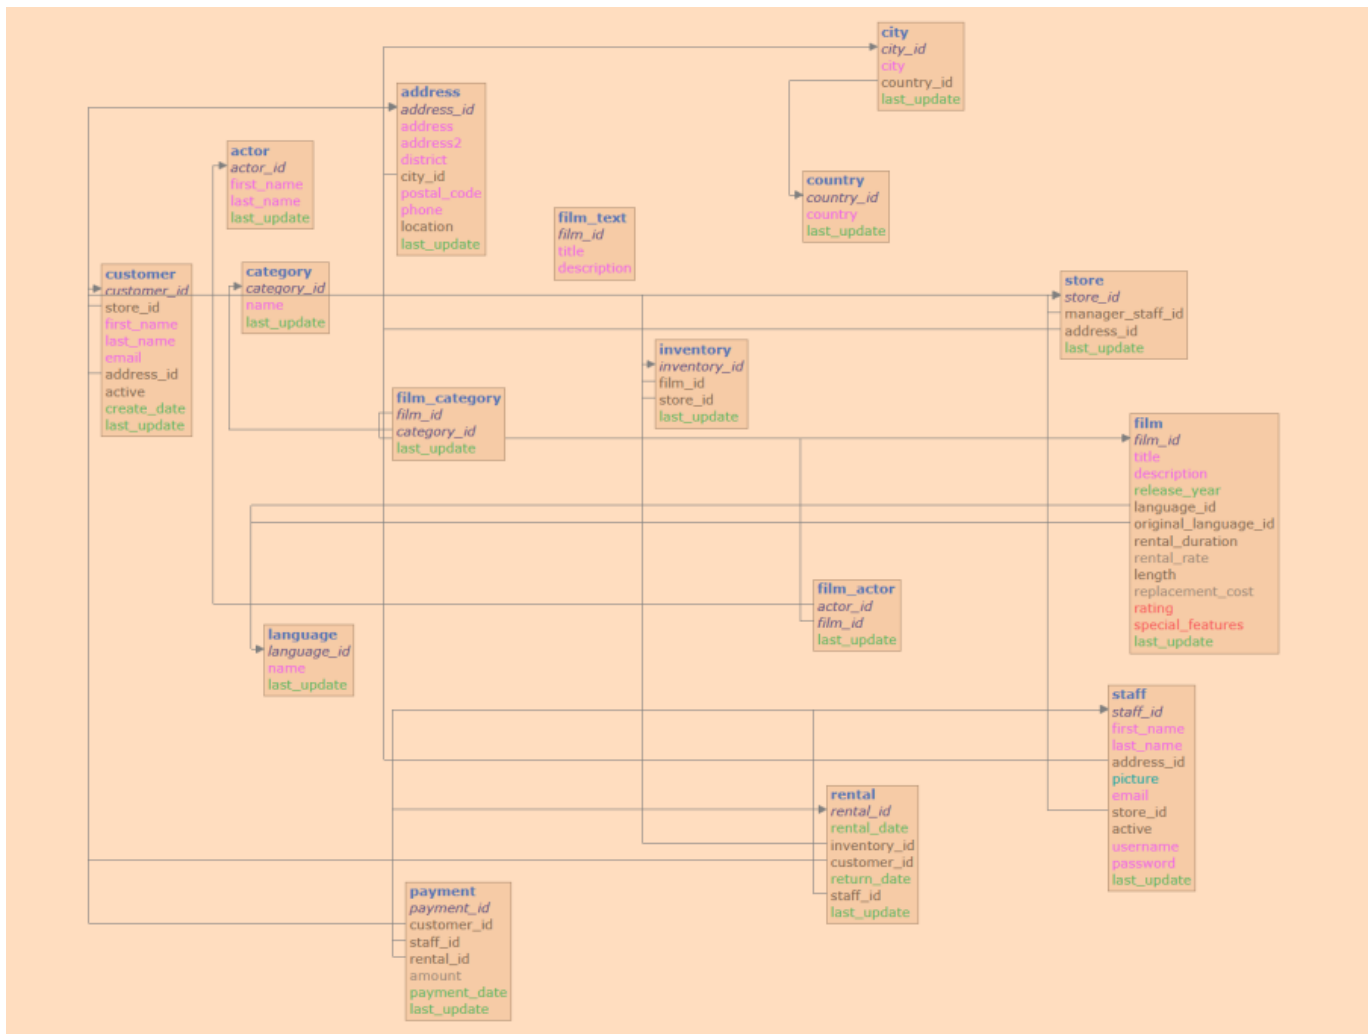 city
city_id
city
country_id
last_update
address
address_id
address
address2
district
city_id
postal_code
phone
location
last_update
actor
actor_id
first_name
last_name
last_update
country
country_id
country
last_update
film_text
film_id
title
description
customer
customer_id
store_id
first_name
last_name
email
address_id
active
create_date
last_update
category
category_id
name
last_update
store
store_id
manager_staff_id
address_id
last_update
inventory
inventory_id
film_id
store_id
last_update
film_category
film_id
category_id
last_update
film
film_id
title
description
release_year
language_id
original_language_id
rental_duration
rental_rate
length
replacement_cost
rating
special_features
last_update
film_actor
actor_id
film_id
last_update
language
language_id
name
last_update
staff
staff_id
first_name
last_name
address_id
picture
email
store_id
active
username
password
last_update
rental
rental_id
rental_date
inventory_id
customer_id
return_date
staff_id
last_update
payment
payment_id
customer_id
staff_id
rental_id
amount
payment_date
last_update